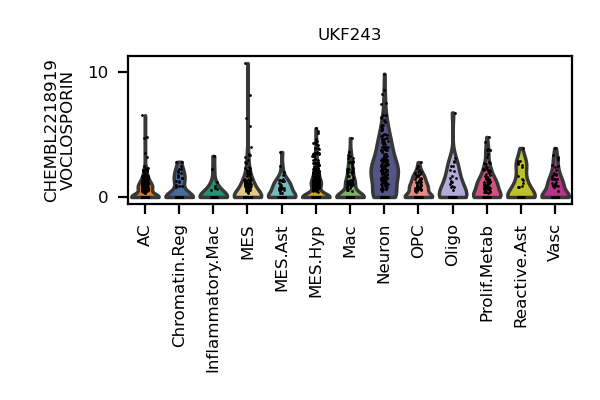 UKF243
CHEMBL2218919
VOCLOSPORIN
10
0
AC
Chromatin.Reg
Inflammatory.Mac
MES
MES.Ast
MES.Hyp
Mac
Neuron
OPC
Oligo
Prolif.Metab
Reactive.Ast
Vasc